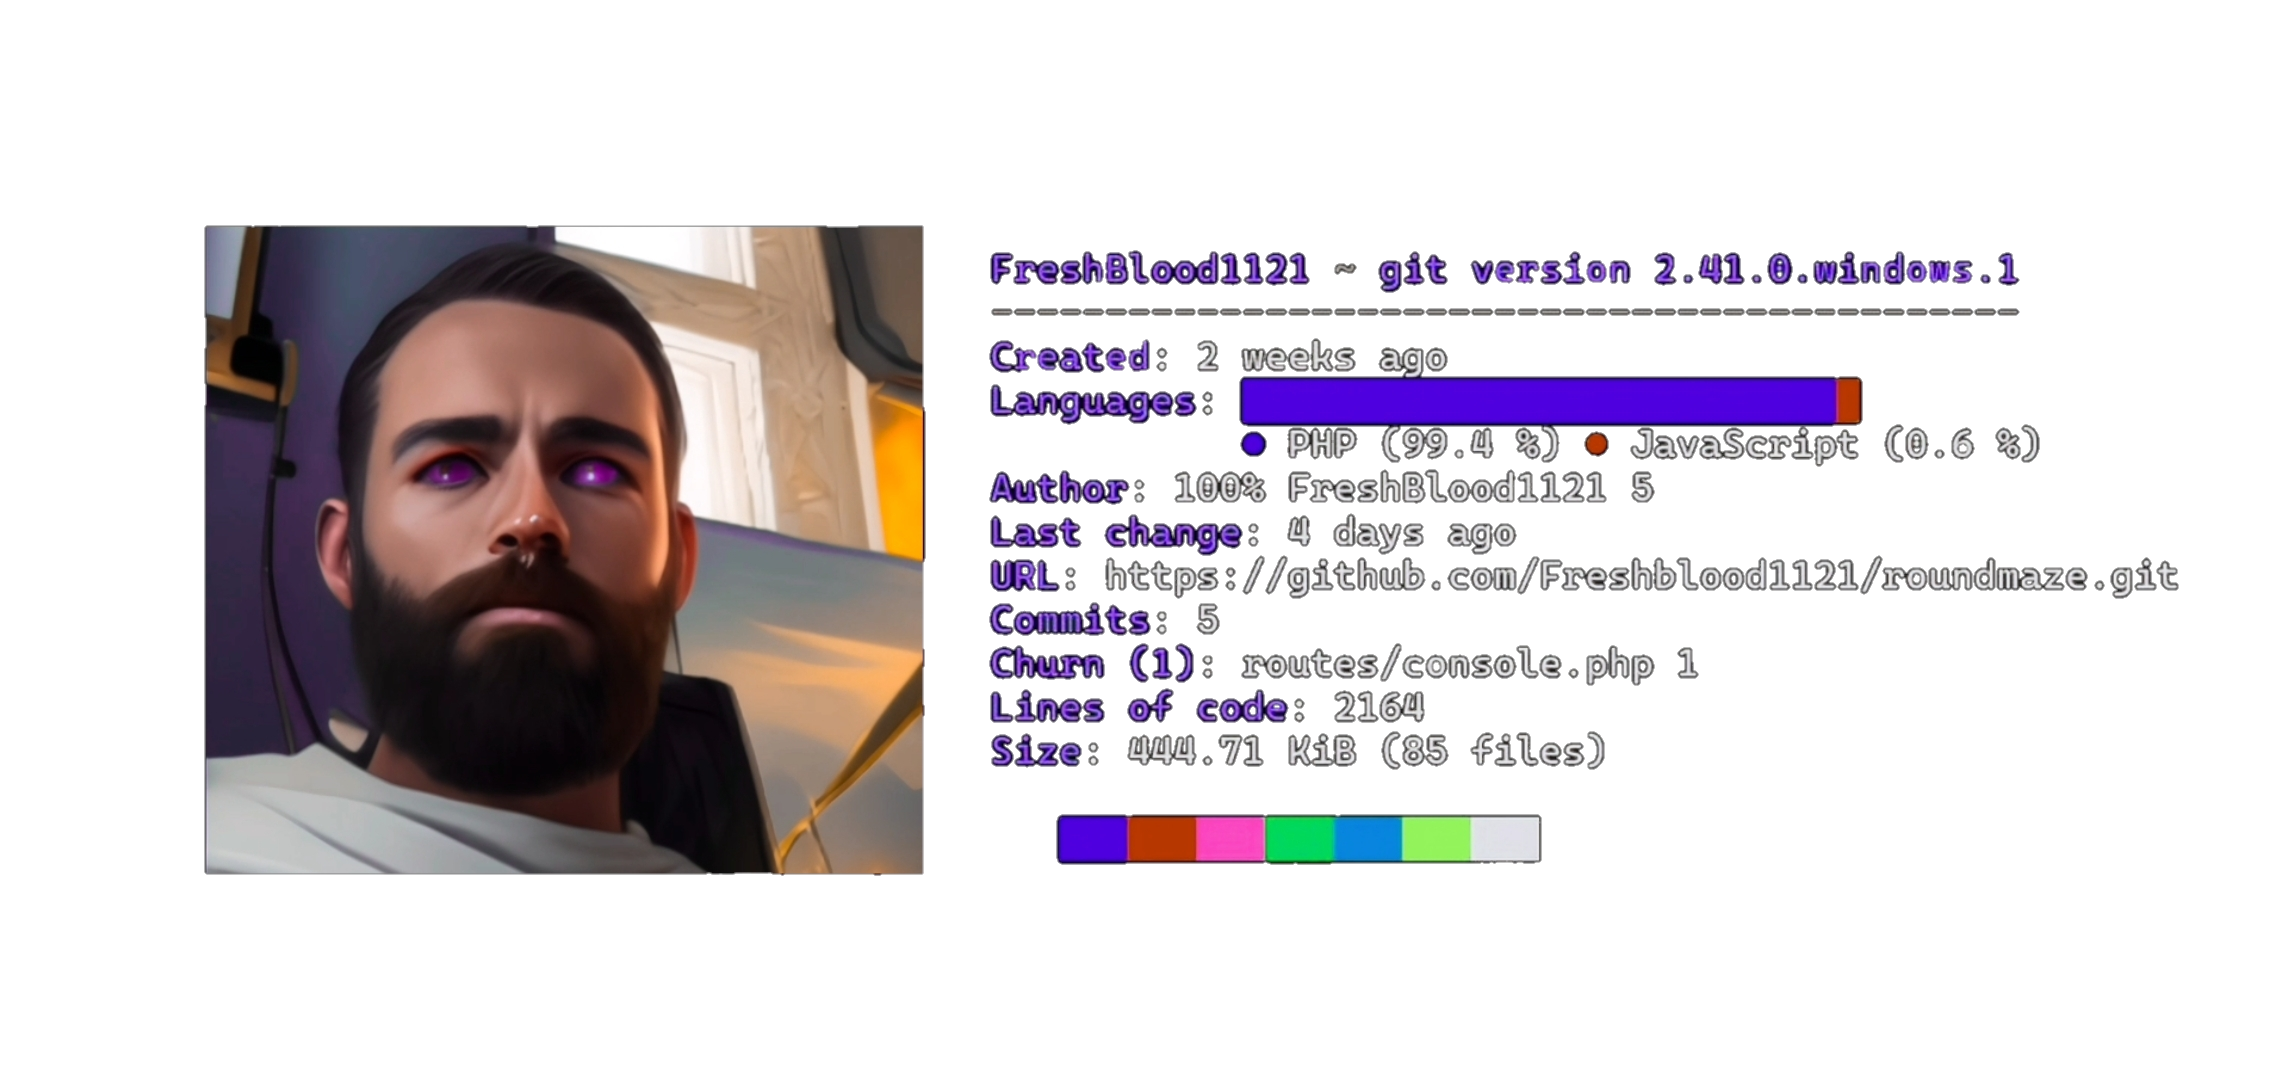 FreshBlood1121 ~ git version 2.41.0.windows.1
---------------------------------------------
Created: 2 weeks ago
Languages:
● PHP (99.4 %) ● JavaScript (0.6 %)
Author: 100% FreshBlood1121 5
Last change: 4 days ago
URL: https://github.com/Freshblood1121/roundmaze.git
Commits: 5
Churn (1): routes/console.php 1
Lines of code: 2164
Size: 444.71 KiB (85 files)